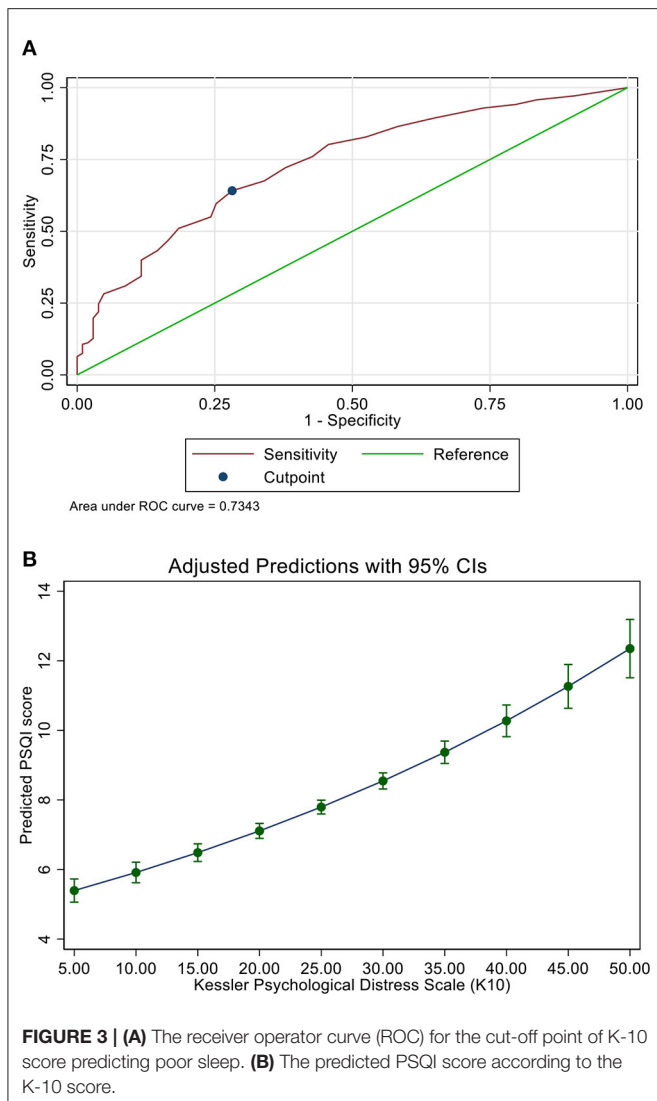 A
1.00
0.75
0.50
0.25
0.00
Sensitivity
0.00 0.25 0.50 0.75 1.00
1 - Specificity
Sensitivity Reference
Cutpoint
Area under ROC curve = 0.7343
B
Adjusted Predictions with 95% CIs
14
12
10
8
6
4
Predicted PSQI score
5.00 10.00 15.00 20.00 25.00 30.00 35.00 40.00 45.00 50.00
Kessler Psychological Distress Scale (K10)
FIGURE 3 | (A) The receiver operator curve (ROC) for the cut-off point of K-10
score predicting poor sleep. (B) The predicted PSQI score according to the
K-10 score.